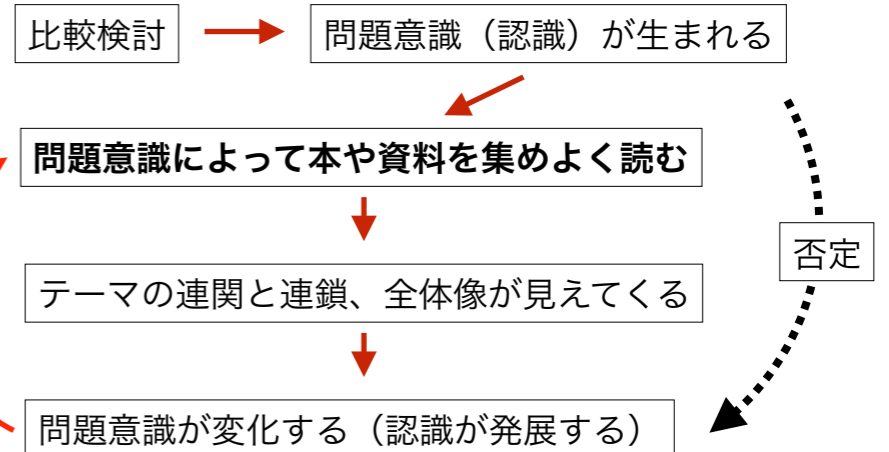 比較検討
問題意識（認識）が生まれる
問題意識によって本や資料を集めよく読む
否定
テーマの連関と連鎖、全体像が見えてくる
問題意識が変化する（認識が発展する）